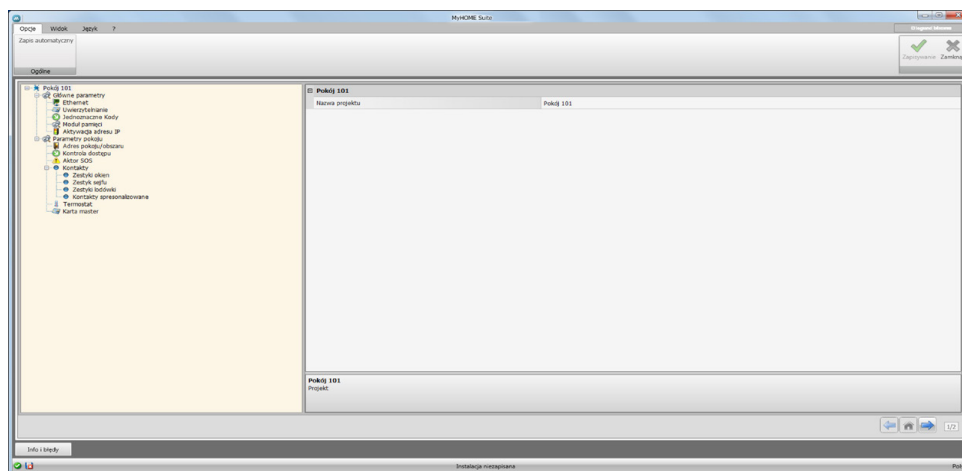 MyHOME Suite
Opcje Widok Język ?
Zapis automatyczny
Zapisywanie Zamknąć
Ogólne
Pokój 101
Główne parametry
Ethernet
Uwierzytelnianie
Jednoznaczne Kody
Moduł pamięci
Aktywacja adresu IP
Parametry pokoju
Adres pokoju/obszaru
Kontrola dostępu
Aktor SOS
Kontakty
Zestyki okien
Zestyk sejfu
Zestyki lodówki
Kontakty spresonalizowane
Termostat
Karta master
Pokój 101
Nazwa projektu Pokój 101
Pokój 101
Projekt
1/2
Info i błędy
Instalacja niezapisana